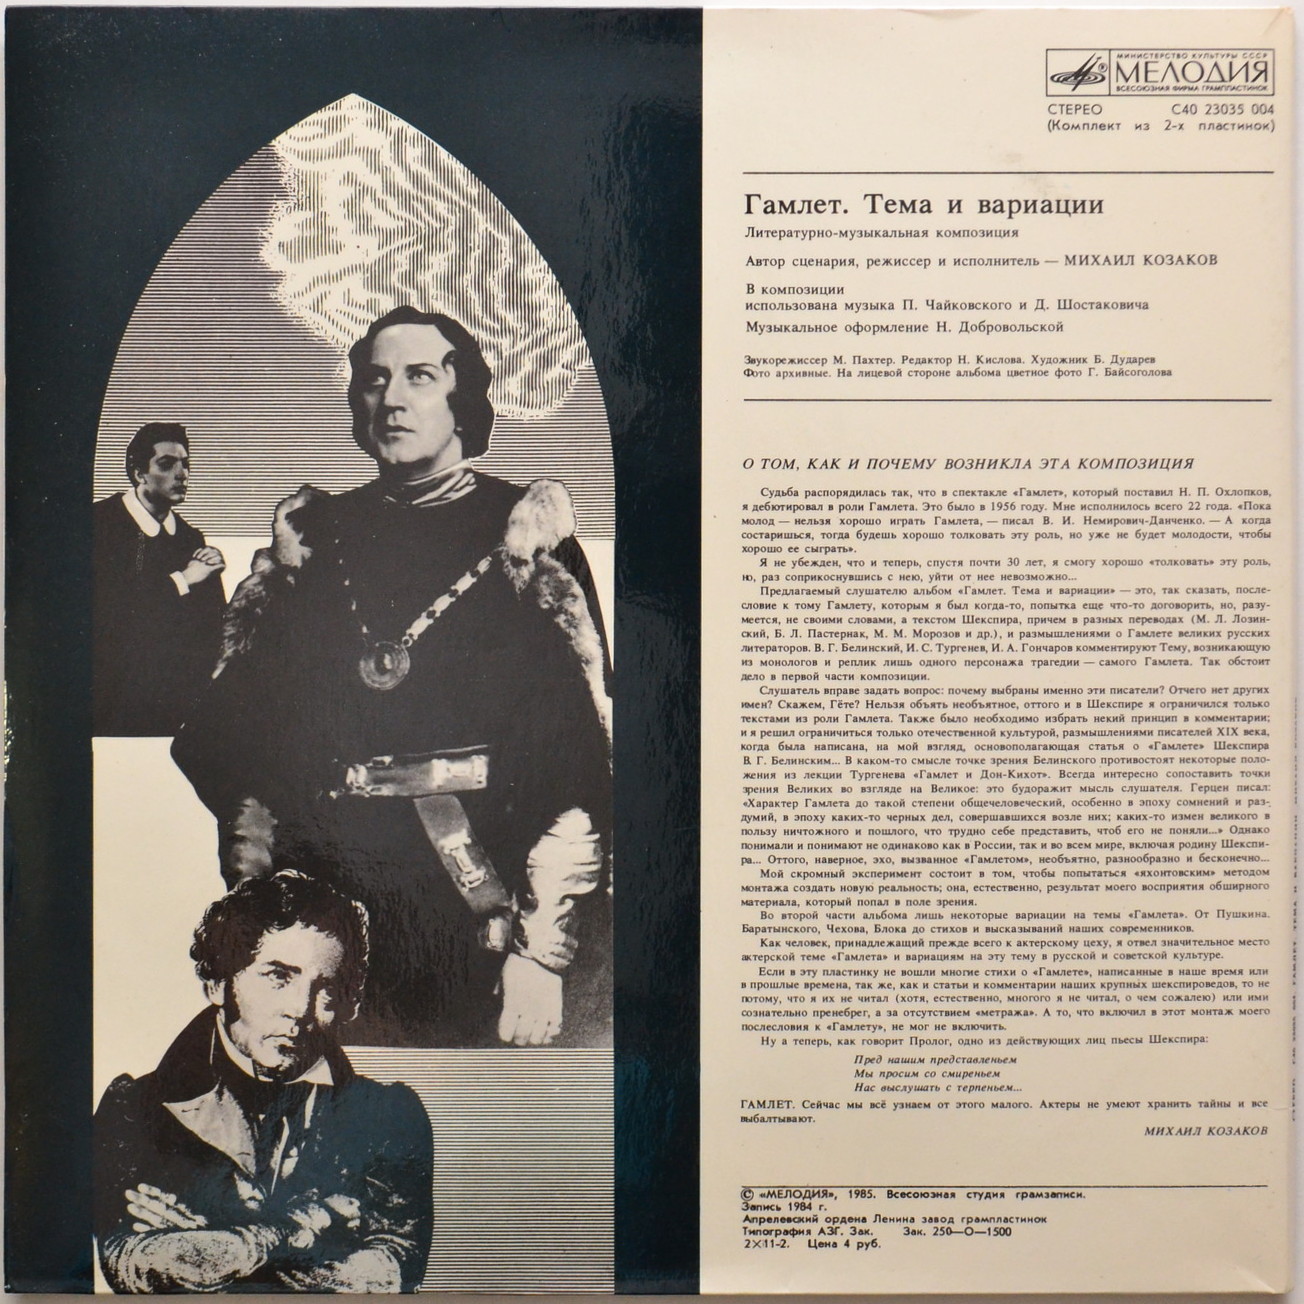 МИНИСТЕРСТВО КУЛЬТУРЫ СССР
МЕЛОДИЯ
ВСЕСОЮЗНАЯ ФИРМА ГРАМПЛАСТИНОК
СТЕРЕО С40 23035 004
(Комплект из 2-х пластинок)
Гамлет. Тема и вариации
Литературно-музыкальная композиция
Автор сценария, режиссер и исполнитель — МИХАИЛ КОЗАКОВ
В композиции
использована музыка П. Чайковского и Д. Шостаковича
Музыкальное оформление Н. Добровольской
Звукорежиссер М. Пахтер. Редактор Н. Кислова. Художник Б. Дударев
Фото архивные. На лицевой стороне альбома цветное фото Г. Байсоголова
О ТОМ, КАК И ПОЧЕМУ ВОЗНИКЛА ЭТА КОМПОЗИЦИЯ
Судьба распорядилась так, что в спектакле «Гамлет», который поставил Н. П. Охлопков,
я дебютировал в роли Гамлета. Это было в 1956 году. Мне исполнилось всего 22 года. «Пока
молод — нельзя хорошо играть Гамлета, — писал В. И. Немирович-Данченко. — А когда
состаришься, тогда будешь хорошо толковать эту роль, но уже не будет молодости, чтобы
хорошо ее сыграть».
Я не убежден, что и теперь, спустя почти 30 лет, я смогу хорошо «толковать» эту роль,
но, раз соприкоснувшись с нею, уйти от нее невозможно...
Предлагаемый слушателю альбом «Гамлет. Тема и вариации» — это, так сказать, после-
словие к тому Гамлету, которым я был когда-то, попытка еще что-то договорить, но, разу-
меется, не своими словами, а текстом Шекспира, причем в разных переводах (М. Л. Лозин-
ский, Б. Л. Пастернак, М. М. Морозов и др.), и размышлениями о Гамлете великих русских
литераторов. В. Г. Белинский, И. С. Тургенев, И. А. Гончаров комментируют Тему, возникающую
из монологов и реплик лишь одного персонажа трагедии — самого Гамлета. Так обстоит
дело в первой части композиции.
Слушатель вправе задать вопрос: почему выбраны именно эти писатели? Отчего нет других
имен? Скажем, Гёте? Нельзя объять необъятное, оттого и в Шекспире я ограничился только
текстами из роли Гамлета. Также было необходимо избрать некий принцип в комментарии;
и я решил ограничиться только отечественной культурой, размышлениями писателей XIX века,
когда была написана, на мой взгляд, основополагающая статья о «Гамлете» Шекспира
В. Г. Белинским... В каком-то смысле точке зрения Белинского противостоят некоторые поло-
жения из лекции Тургенева «Гамлет и Дон-Кихот». Всегда интересно сопоставить точки
зрения Великих во взгляде на Великое: это будоражит мысль слушателя. Герцен писал:
«Характер Гамлета до такой степени общечеловеческий, особенно в эпоху сомнений и раз-
думий, в эпоху каких-то черных дел, совершавшихся возле них; каких-то измен великого в
пользу ничтожного и пошлого, что трудно себе представить, чтоб его не поняли...» Однако
понимали и понимают не одинаково как в России, так и во всем мире, включая родину Шекспи-
ра... Оттого, наверное, эхо, вызванное «Гамлетом», необъятно, разнообразно и бесконечно...
Мой скромный эксперимент состоит в том, чтобы попытаться «яхонтовским» методом
монтажа создать новую реальность; она, естественно, результат моего восприятия обширного
материала, который попал в поле зрения.
Во второй части альбома лишь некоторые вариации на темы «Гамлета». От Пушкина.
Баратынского, Чехова, Блока до стихов и высказываний наших современников.
Как человек, принадлежащий прежде всего к актерскому цеху, я отвел значительное место
актерской теме «Гамлета» и вариациям на эту тему в русской и советской культуре.
Если в эту пластинку не вошли многие стихи о «Гамлете», написанные в наше время или
в прошлые времена, так же, как и статьи и комментарии наших крупных шекспироведов, то не
потому, что я их не читал (хотя, естественно, многого я не читал, о чем сожалею) или ими
сознательно пренебрег, а за отсутствием «метража». А то, что включил в этот монтаж моего
послесловия к «Гамлету», не мог не включить.
Ну а теперь, как говорит Пролог, одно из действующих лиц пьесы Шекспира:
Пред нашим представленьем
Мы просим со смиреньем
Нас выслушать с терпеньем...
ГАМЛЕТ. Сейчас мы всё узнаем от этого малого. Актеры не умеют хранить тайны и все
выбалтывают.
МИХАИЛ КОЗАКОВ
© «МЕЛОДИЯ», 1985. Всесоюзная студия грамзаписи.
Запись 1984 г.
Апрелевский ордена Ленина завод грампластинок
Типография АЗГ. Зак. Зак. 250—О—1500
2×11-2. Цена 4 руб.